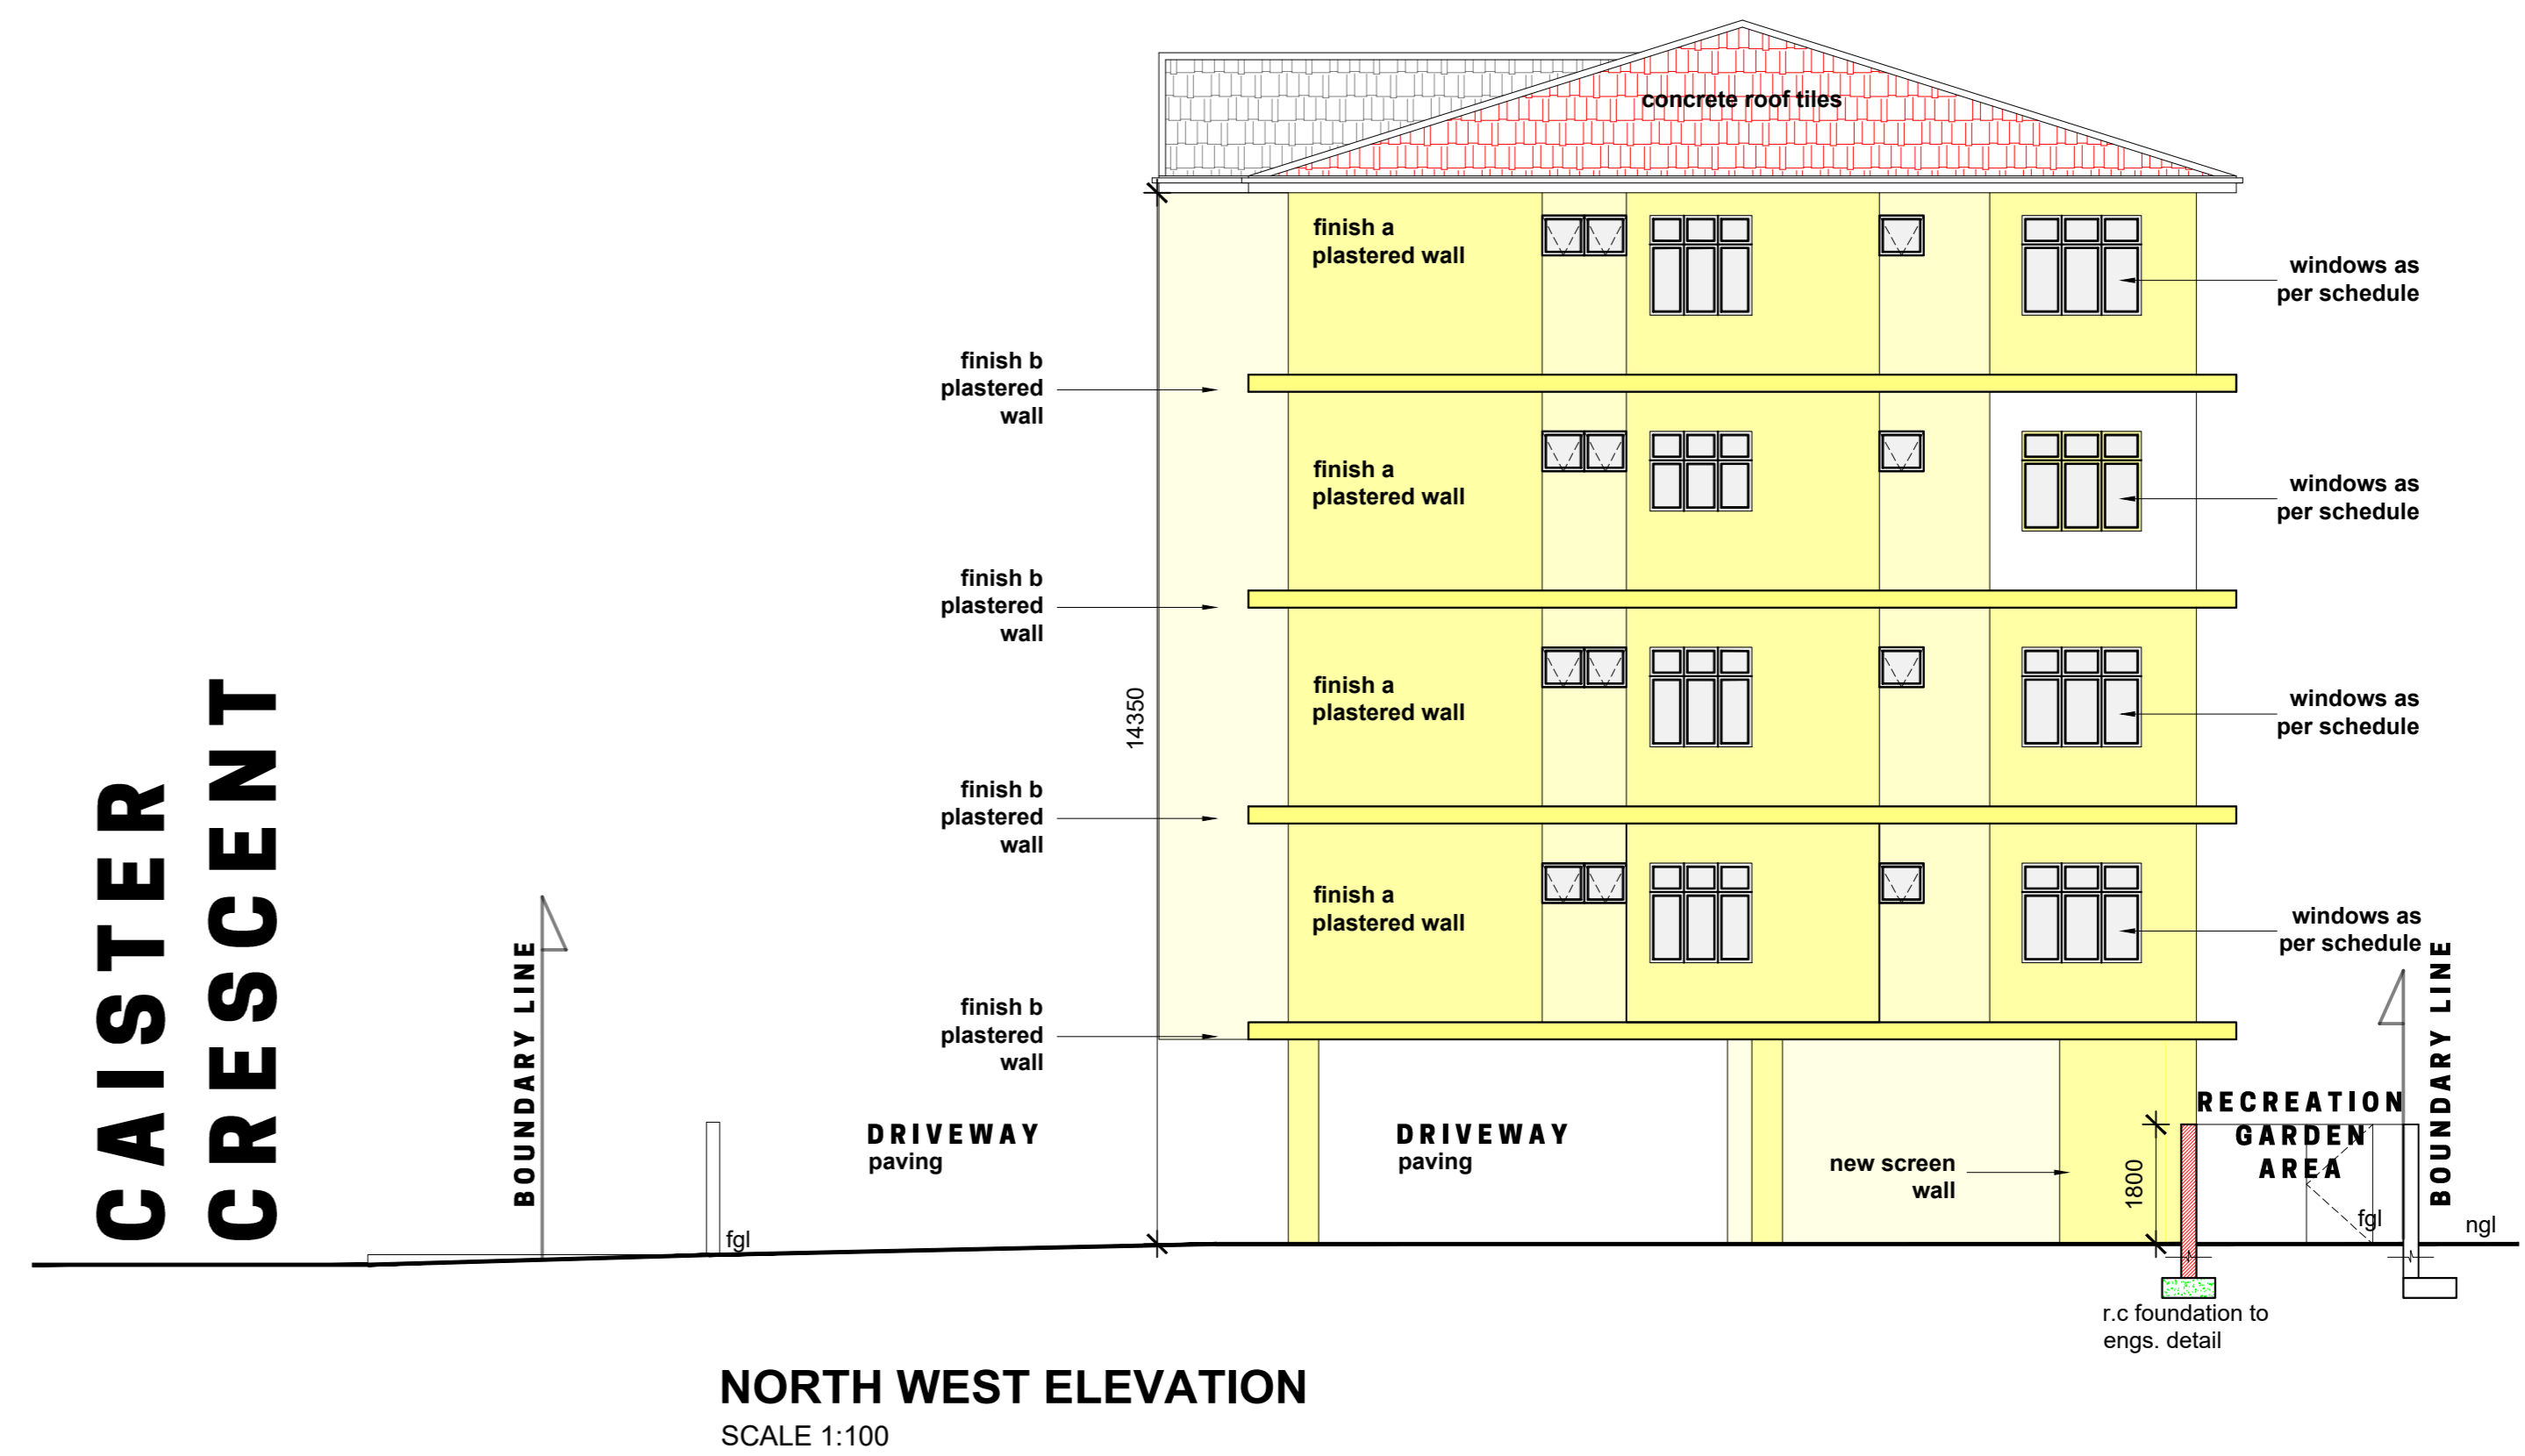 concrete roof tiles
finish a
plastered wall
windows as
per schedule
finish b
plastered
wall
finish a
plastered wall
windows as
per schedule
finish b
plastered
wall
finish a
plastered wall
windows as
per schedule
14350
finish b
plastered
wall
finish a
plastered wall
windows as
per schedule
finish b
plastered
wall
CAISTER
CRESCENT
BOUNDARY LINE
fgl
DRIVEWAY
paving
DRIVEWAY
paving
new screen
wall
1800
RECREATION
GARDEN
AREA
fgl
BOUNDARY LINE
ngl
r.c foundation to
engs. detail
NORTH WEST ELEVATION
SCALE 1:100